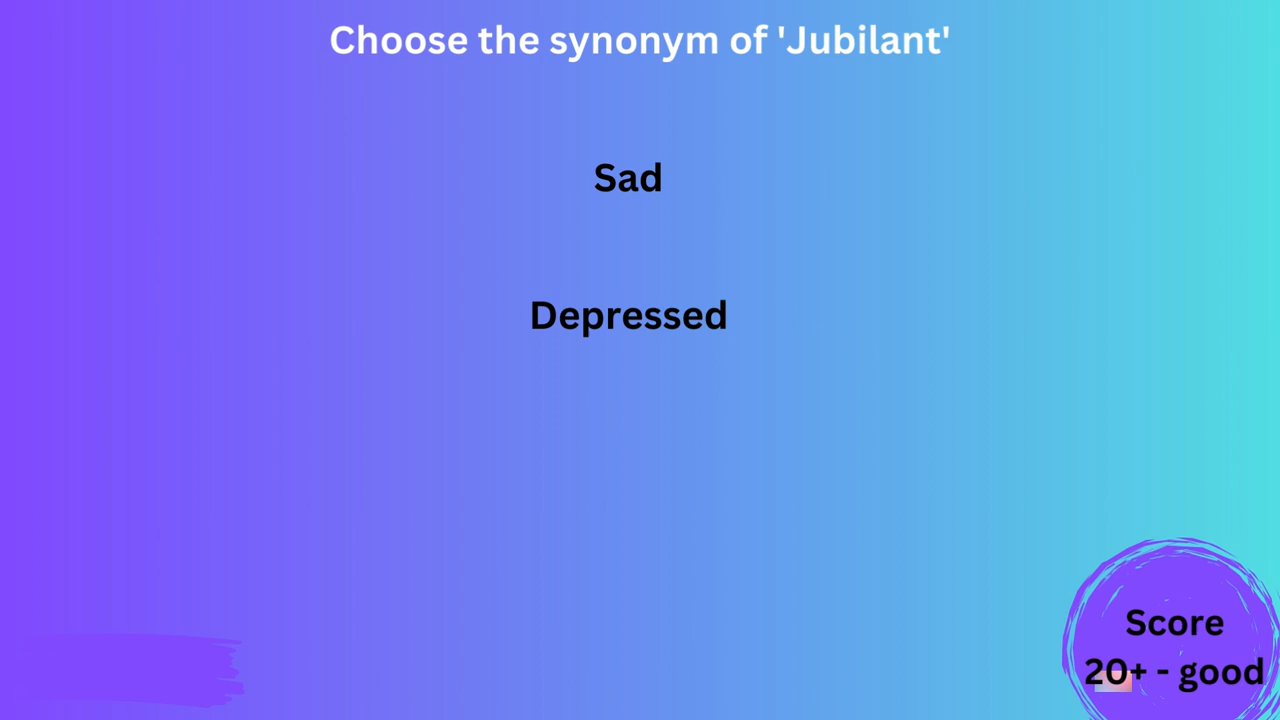 Choose the synonym of 'Jubilant'
Sad
Depressed
Score
20+ - good